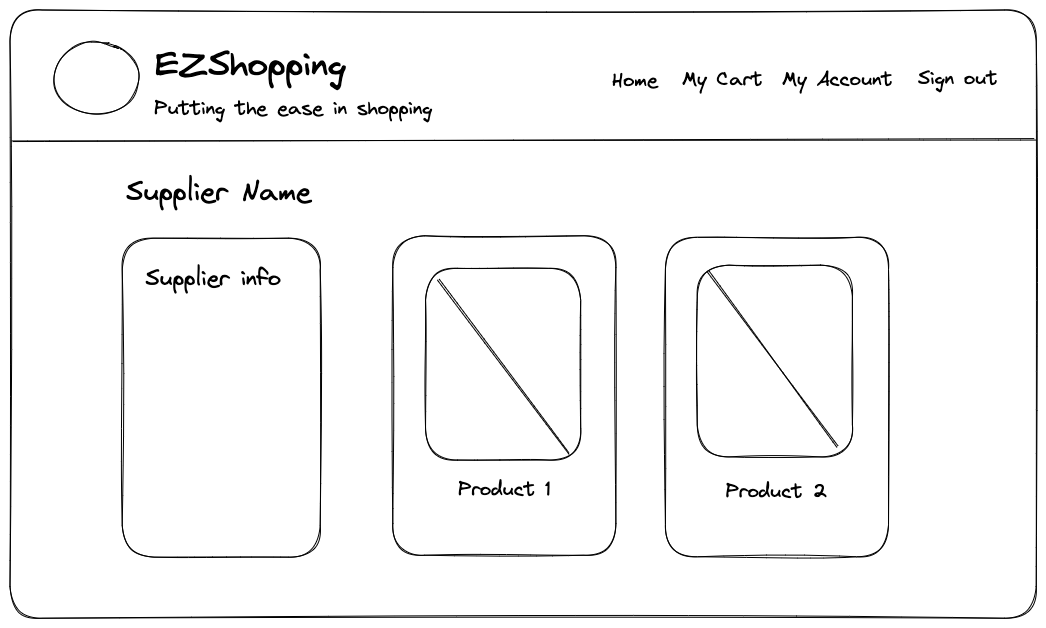 EZShopping
Putting the ease in shopping
Home My Cart My Account Sign out
Supplier Name
Supplier info
Product 1
Product 2